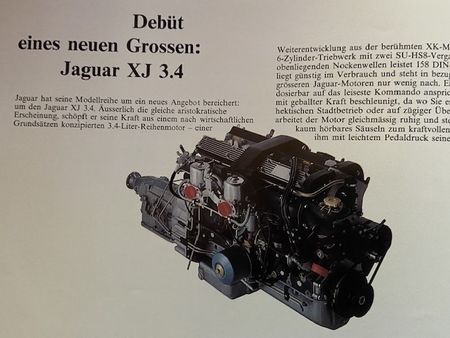 Debüt
eines neuen Grossen:
Jaguar XJ 3.4
Jaguar hat seine Modellreihe um ein neues Angebot bereichert:
um den Jaguar XJ 3.4. Äusserlich die gleiche aristokratische
Erscheinung, schöpft er seine Kraft aus einem nach wirtschaftlichen
Grundsätzen konzipierten 3.4-Liter-Reihenmotor – einer
Weiterentwicklung aus der berühmten XK-M
6-Zylinder-Triebwerk mit zwei SU-HS8-Verga
obenliegenden Nockenwellen leistet 158 DIN
liegt günstig im Verbrauch und steht in bezug
grösseren Jaguar-Motoren nur wenig nach. E
dosierbar auf das leiseste Kommando anspric
mit geballter Kraft beschleunigt, da wo Sie e
hektischen Stadtbetrieb oder auf zügiger Übe
arbeitet der Motor gleichmässig ruhig und ste
kaum hörbares Säuseln zum kraftvollen
ihm mit leichtem Pedaldruck seine